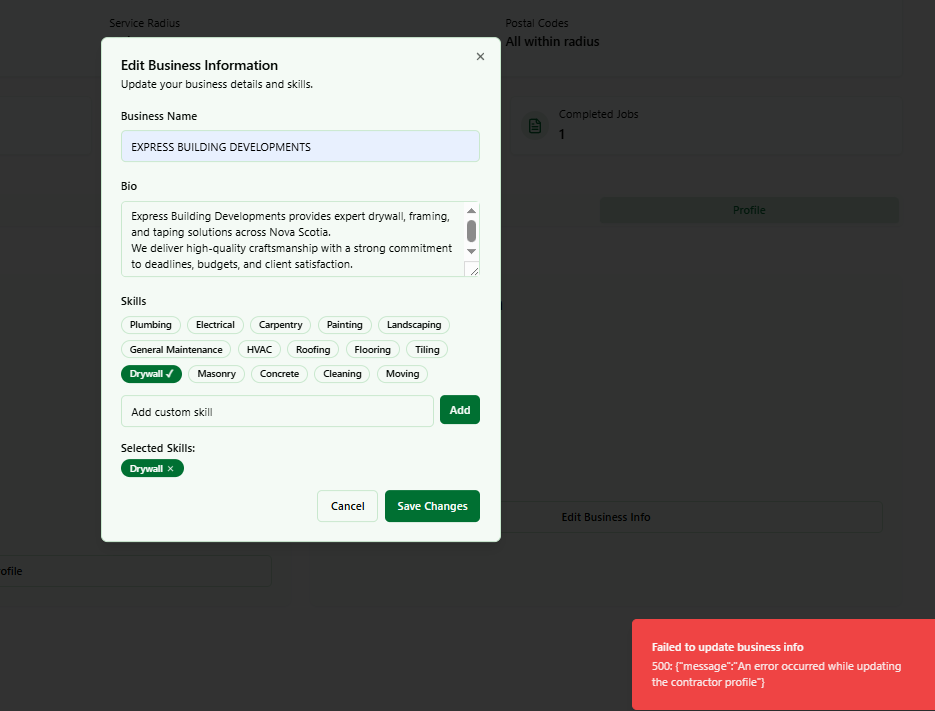 Service Radius
Postal Codes
All within radius
Edit Business Information
Update your business details and skills.
Completed Jobs
1
Business Name
EXPRESS BUILDING DEVELOPMENTS
Bio
Profile
Express Building Developments provides expert drywall, framing,
and taping solutions across Nova Scotia.
We deliver high-quality craftsmanship with a strong commitment
to deadlines, budgets, and client satisfaction.
Skills
Plumbing Electrical Carpentry Painting Landscaping
General Maintenance HVAC Roofing Flooring Tiling
Drywall ✓ Masonry Concrete Cleaning Moving
Add custom skill Add
Selected Skills:
Drywall ×
Cancel Save Changes
Edit Business Info
ofile
Failed to update business info
500: {"message":"An error occurred while updating
the contractor profile"}